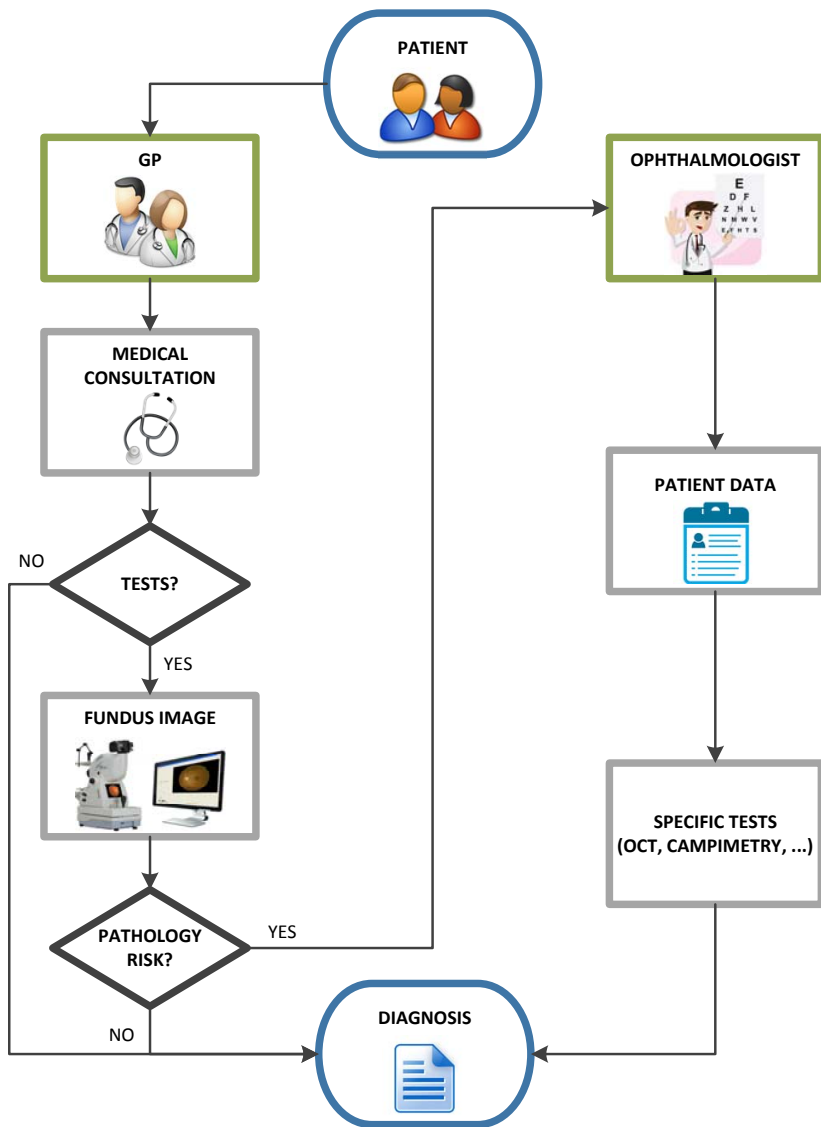 PATIENT
GP
OPHTHALMOLOGIST
E
D F
Z H L
N M W V
E F H T S
MEDICAL
CONSULTATION
PATIENT DATA
NO
TESTS?
YES
FUNDUS IMAGE
SPECIFIC TESTS
(OCT, CAMPIMETRY, ...)
PATHOLOGY
RISK?
YES
NO
DIAGNOSIS